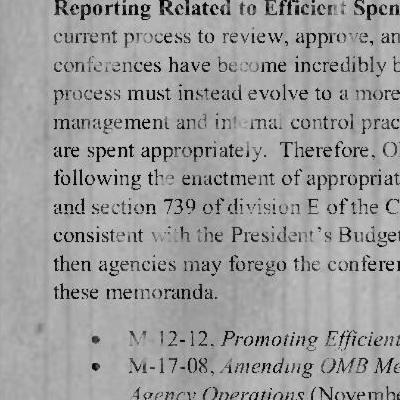 Reporting Related to Efficient Spen
current process to review, approve, an
conferences have become incredibly b
process must instead evolve to a more
management and internal control prac
are spent appropriately. Therefore, O
following the enactment of appropriat
and section 739 of division E of the C
consistent with the President's Budget
then agencies may forego the conferen
these memoranda.
• M-12-12, Promoting Efficient
• M-17-08, Amending OMB Me
Agency Operations (Novembe